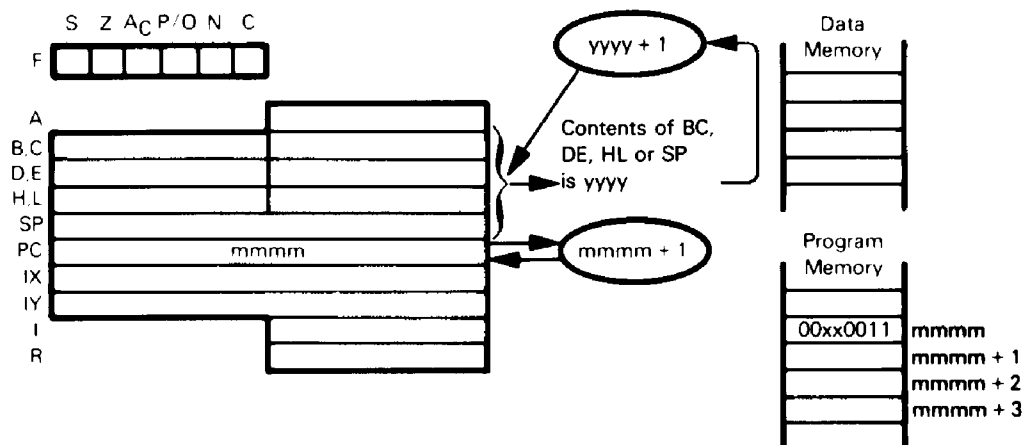 S Z AC P/O N C
F
A
B,C
D,E
H,L
SP
PC mmmm
IX
IY
I
R
yyyy + 1
Contents of BC,
DE, HL or SP
is yyyy
mmmm + 1
Data
Memory
Program
Memory
00xx0011 mmmm
mmmm + 1
mmmm + 2
mmmm + 3